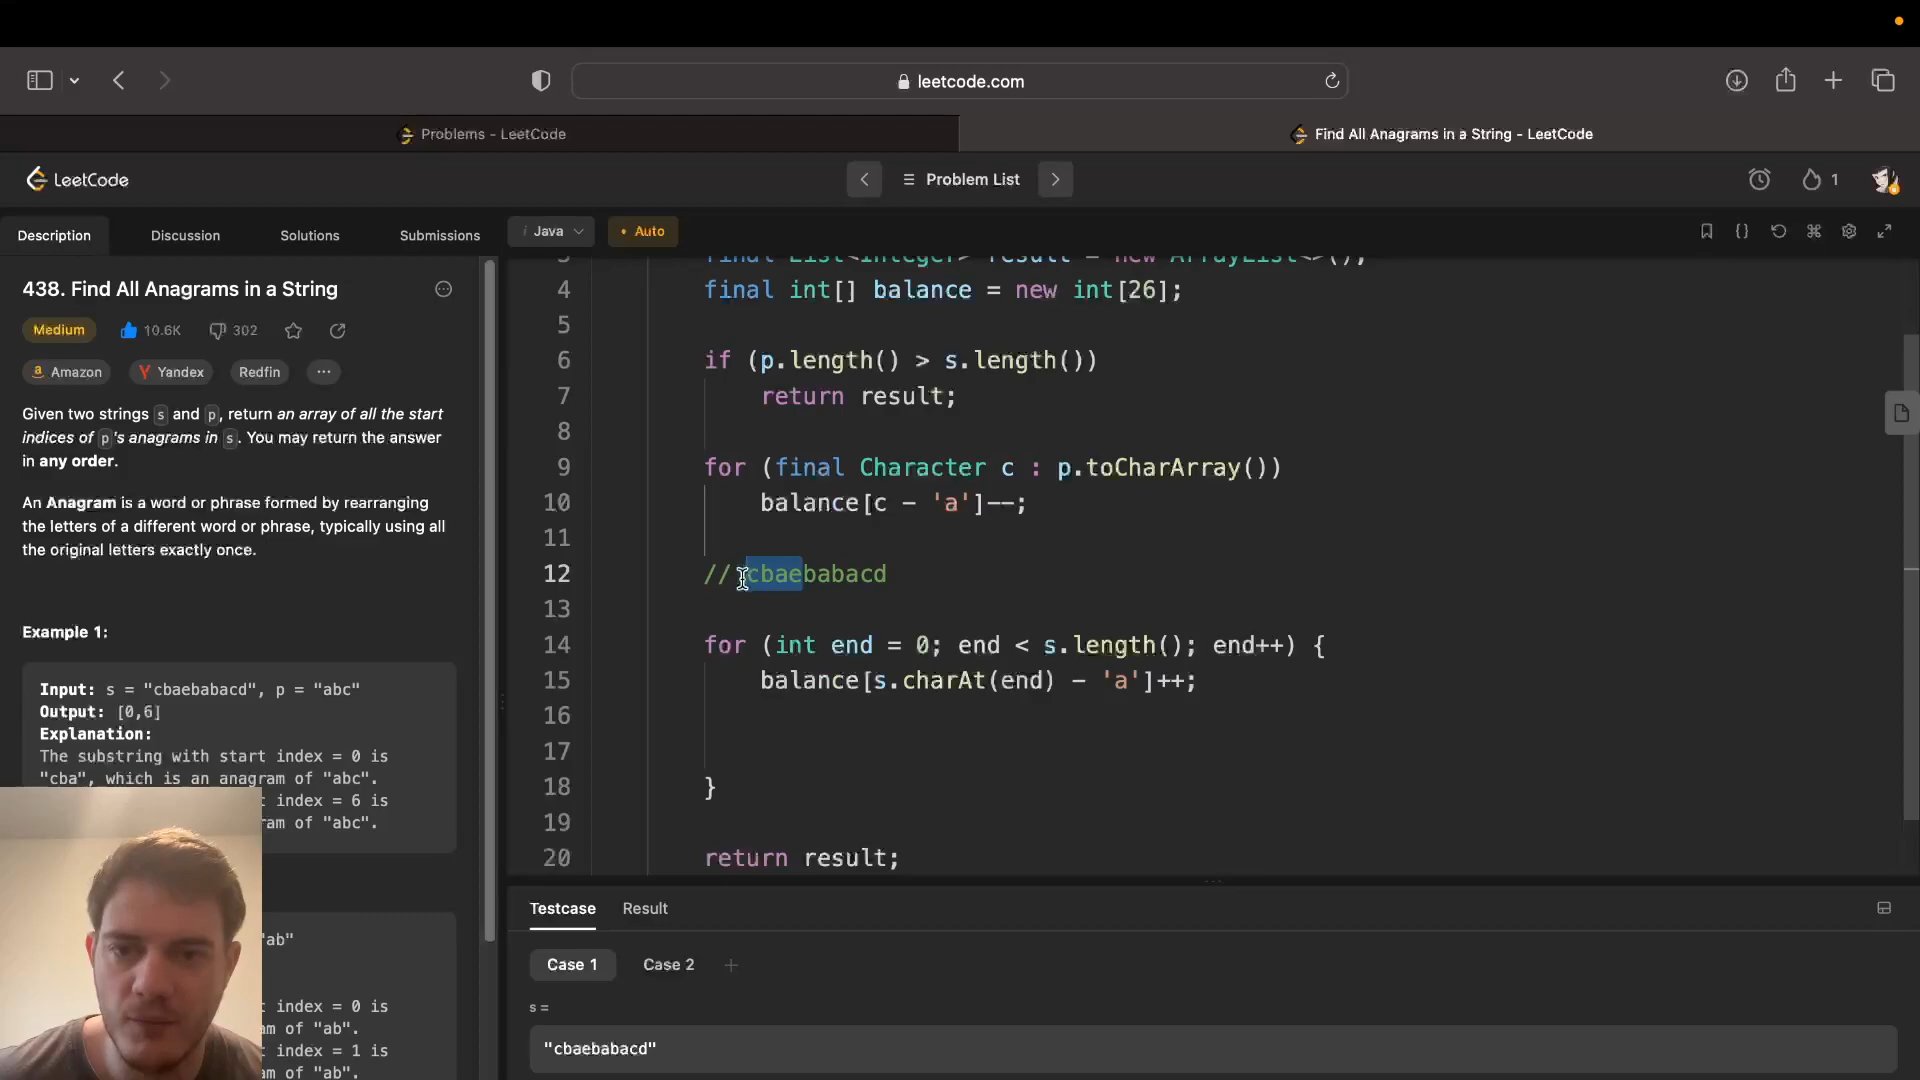 leetcode.com
Problems - LeetCode
Find All Anagrams in a String - LeetCode
LeetCode
Problem List
1
Description
Discussion
Solutions
Submissions
i Java
• Auto
438. Find All Anagrams in a String
Medium
10.6K
302
Amazon
Yandex
Redfin
Given two strings s and p, return an array of all the start
indices of p's anagrams in s. You may return the answer
in any order.
An Anagram is a word or phrase formed by rearranging
the letters of a different word or phrase, typically using all
the original letters exactly once.
Example 1:
Input: s = "cbaebabacd", p = "abc"
Output: [0,6]
Explanation:
The substring with start index = 0 is
"cba", which is an anagram of "abc".
index = 6 is
ram of "abc".
"ab"
index = 0 is
am of "ab".
index = 1 is
am of "ab".
3 final List<Integer> result = new ArrayList<>();
4 final int[] balance = new int[26];
5
6 if (p.length() > s.length())
7 return result;
8
9 for (final Character c : p.toCharArray())
10 balance[c - 'a']--;
11
12 // cbaebabacd
13
14 for (int end = 0; end < s.length(); end++) {
15 balance[s.charAt(end) - 'a']++;
16
17
18 }
19
20 return result;
Testcase
Result
Case 1
Case 2
s =
"cbaebabacd"